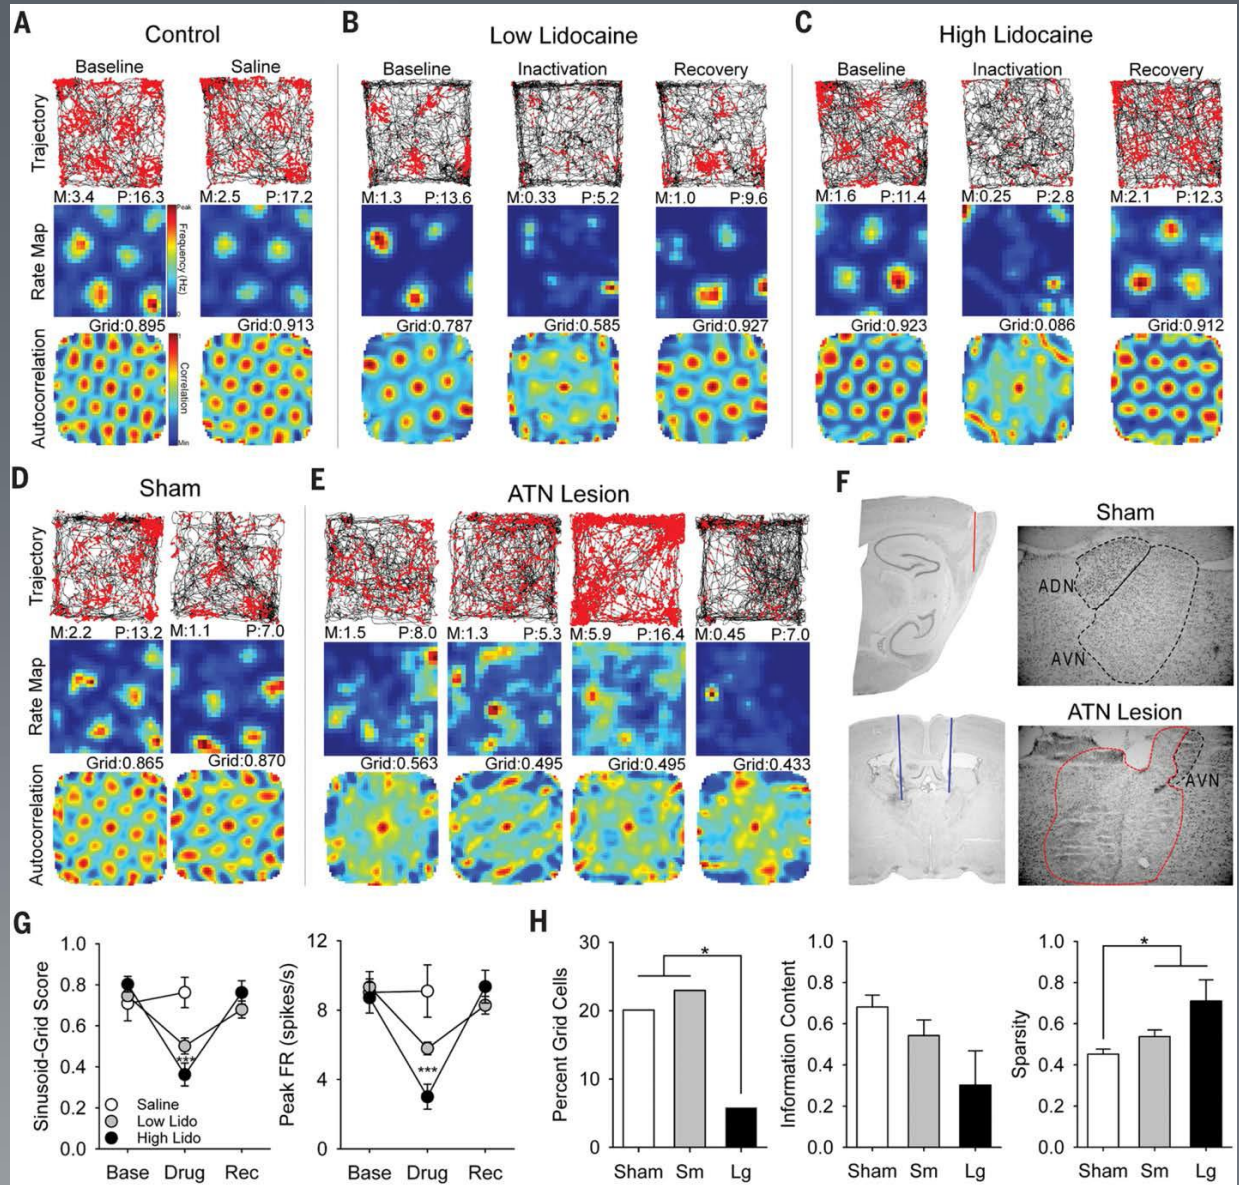 A
Control
B
Low Lidocaine
C
High Lidocaine
Baseline Saline
Baseline Inactivation Recovery
Baseline Inactivation Recovery
Trajectory
M:3.4 P:16.3
M:2.5 P:17.2
M:1.3 P:13.6
M:0.33 P:5.2
M:1.0 P:9.6
M:1.6 P:11.4
M:0.25 P:2.8
M:2.1 P:12.3
Rate Map
Peak
Frequency (Hz)
0
Grid:0.895
Grid:0.913
Grid:0.787
Grid:0.585
Grid:0.927
Grid:0.923
Grid:0.086
Grid:0.912
Autocorrelation
1
Correlation
Min
D
Sham
E
ATN Lesion
F
Trajectory
M:2.2 P:13.2
M:1.1 P:7.0
M:1.5 P:8.0
M:1.3 P:5.3
M:5.9 P:16.4
M:0.45 P:7.0
Rate Map
Grid:0.865
Grid:0.870
Grid:0.563
Grid:0.495
Grid:0.495
Grid:0.433
Autocorrelation
Sham
ADN
AVN
ATN Lesion
AVN
G
Sinusoid-Grid Score
1.0
0.8
0.6
0.4
0.2
0.0
***
Saline
Low Lido
High Lido
Base Drug Rec
Peak FR (spikes/s)
12
8
4
0
***
Base Drug Rec
H
Percent Grid Cells
30
20
10
0
*
Sham Sm Lg
Information Content
1.0
0.8
0.6
0.4
0.2
0.0
Sham Sm Lg
Sparsity
1.0
0.8
0.6
0.4
0.2
0.0
*
Sham Sm Lg